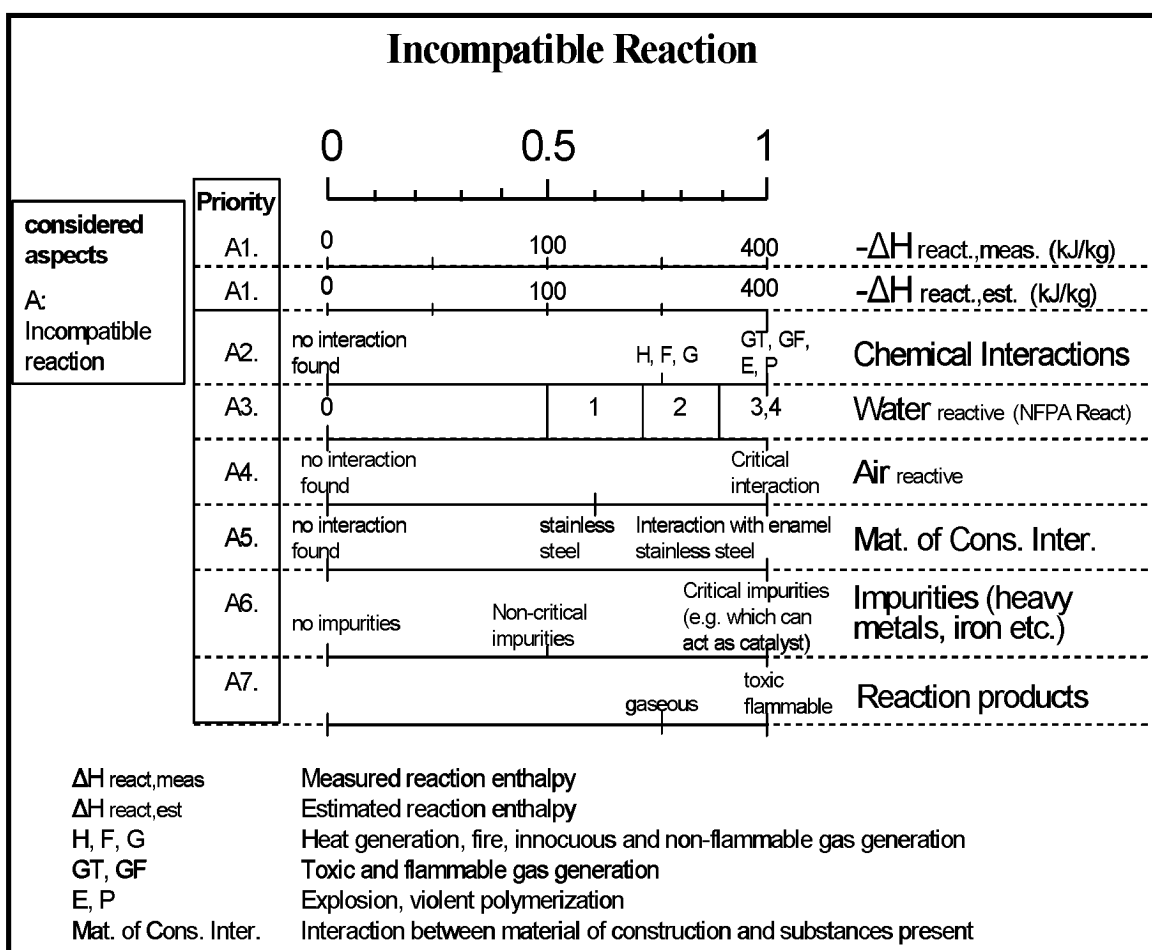 Incompatible Reaction
0 0.5 1
Priority
considered
aspects
A:
Incompatible
reaction
A1. 0 100 400 -ΔH react.,meas. (kJ/kg)
A1. 0 100 400 -ΔH react.,est. (kJ/kg)
A2. no interaction
found H, F, G GT, GF,
E, P Chemical Interactions
A3. 0 1 2 3,4 Water reactive (NFPA React)
A4. no interaction
found Critical
interaction Air reactive
A5. no interaction
found stainless
steel Interaction with enamel
stainless steel Mat. of Cons. Inter.
A6. no impurities Non-critical
impurities Critical impurities
(e.g. which can
act as catalyst) Impurities (heavy
metals, iron etc.)
A7. gaseous toxic
flammable Reaction products
ΔH react,meas Measured reaction enthalpy
ΔH react,est Estimated reaction enthalpy
H, F, G Heat generation, fire, innocuous and non-flammable gas generation
GT, GF Toxic and flammable gas generation
E, P Explosion, violent polymerization
Mat. of Cons. Inter. Interaction between material of construction and substances present